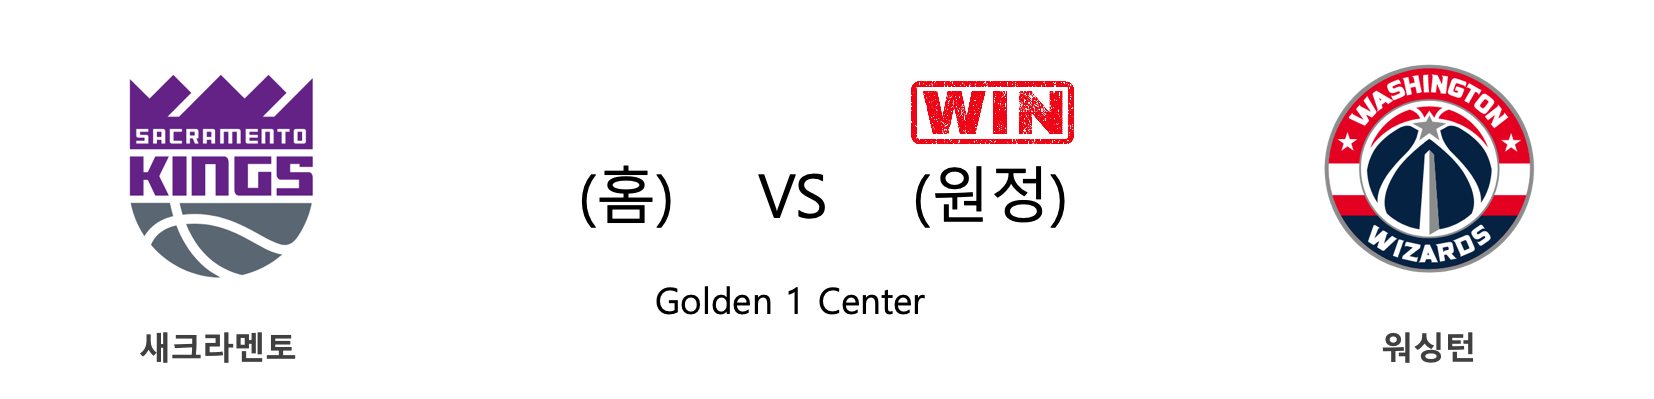 SACRAMENTO
KINGS
새크라멘토
WIN
(홈) VS (원정)
Golden 1 Center
WASHINGTON
WIZARDS
워싱턴